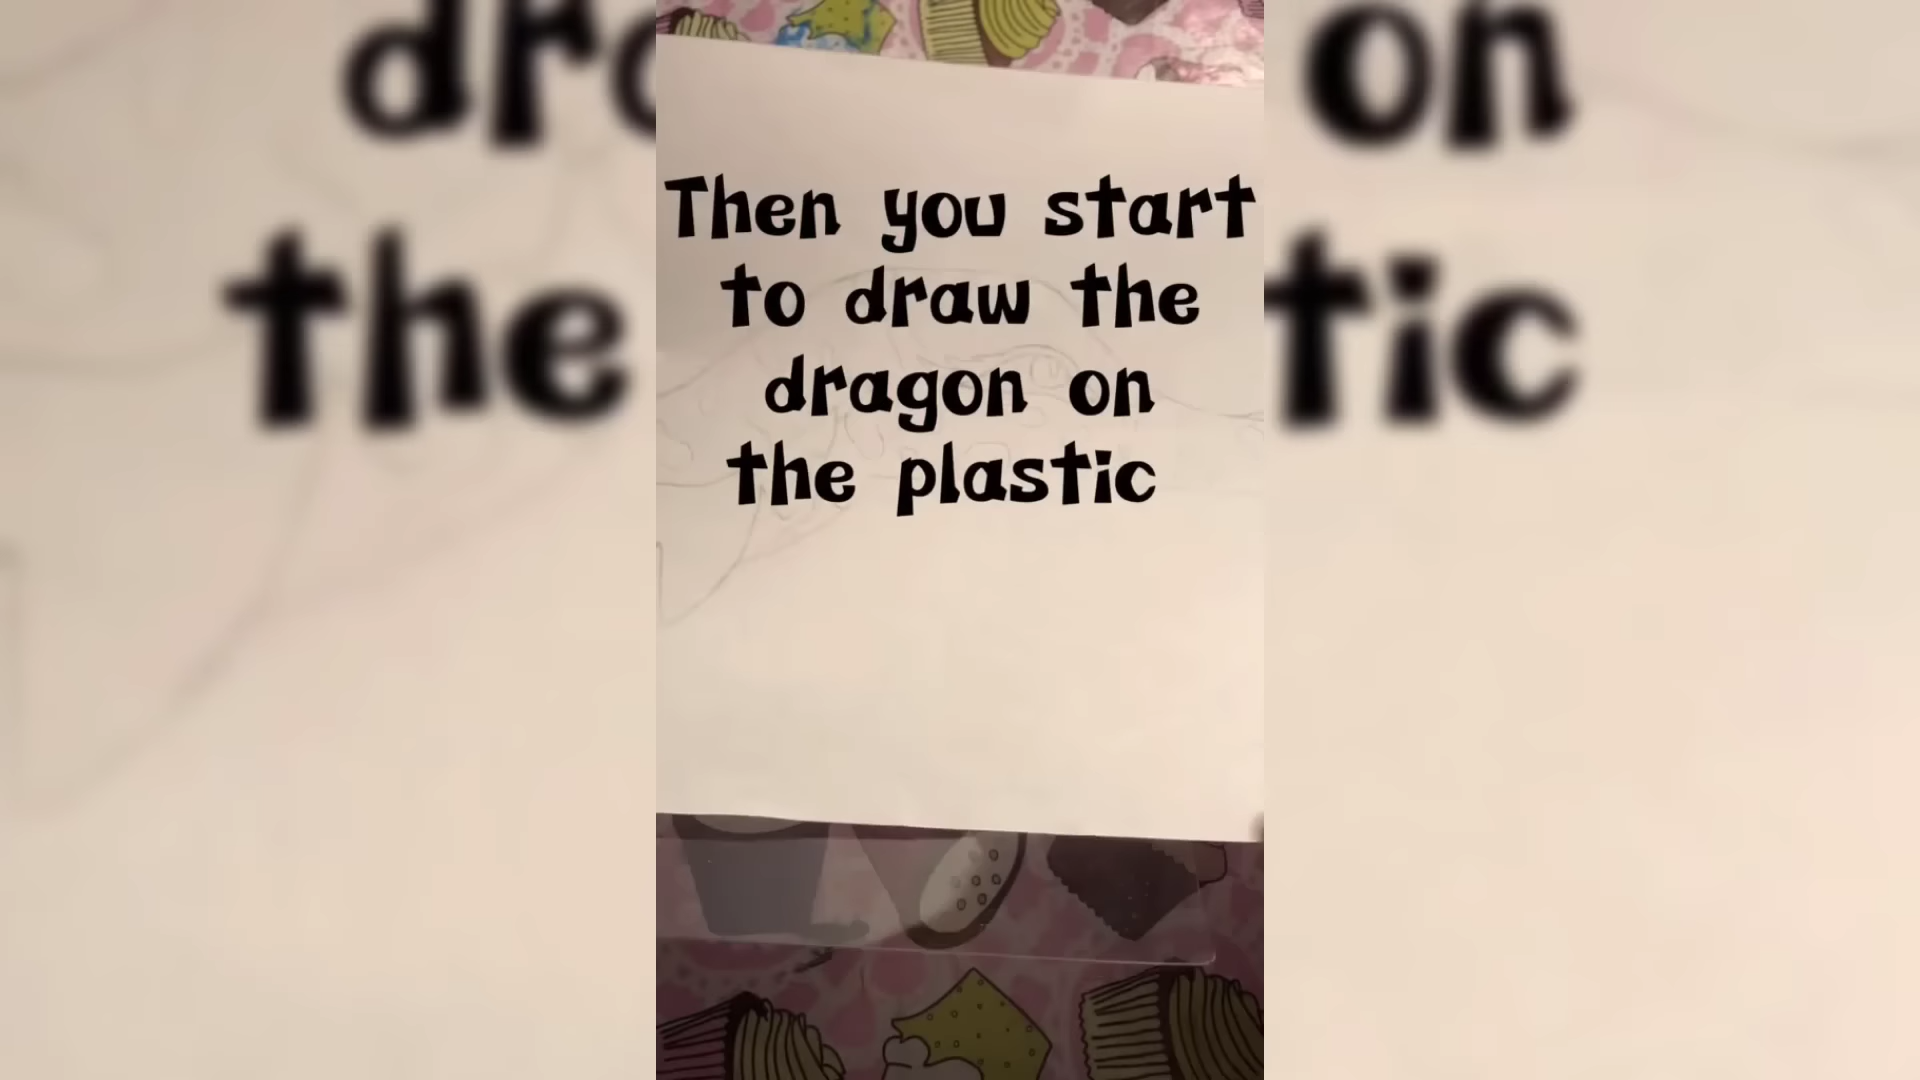 Then you start
to draw the
dragon on
the plastic